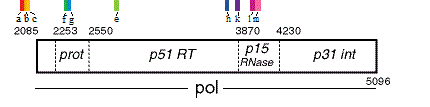 a b c f g e h k l m
2085 2253 2550 3870 4230
prot p51 RT p15 p31 int
RNase
5096
pol